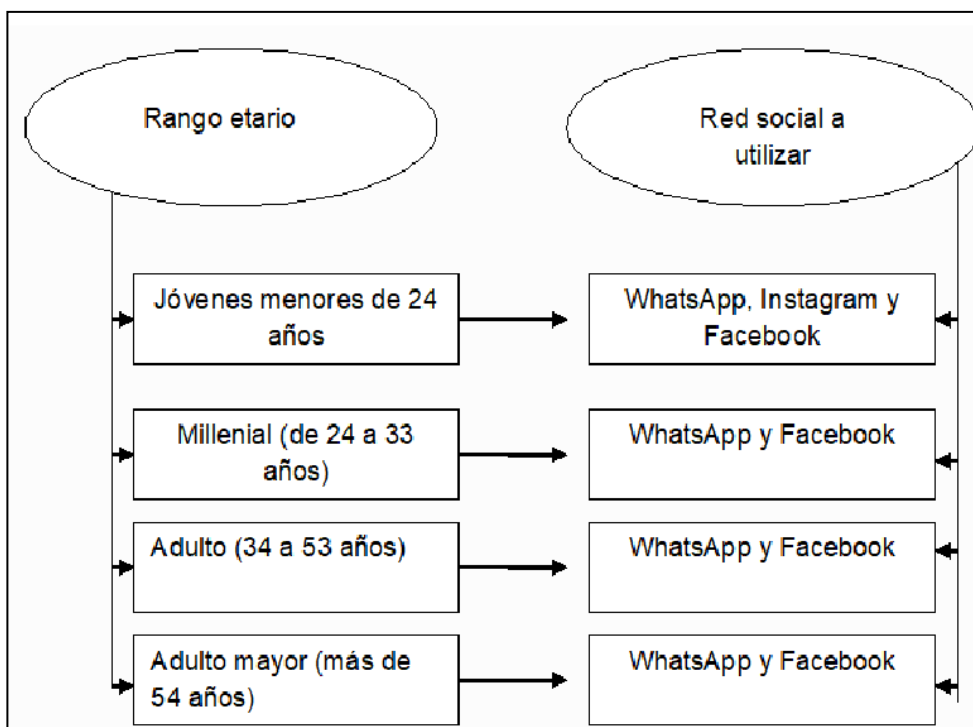 Rango etario
Red social a
utilizar
Jóvenes menores de 24
años
WhatsApp, Instagram y
Facebook
Millenial (de 24 a 33
años)
WhatsApp y Facebook
Adulto (34 a 53 años)
WhatsApp y Facebook
Adulto mayor (más de
54 años)
WhatsApp y Facebook